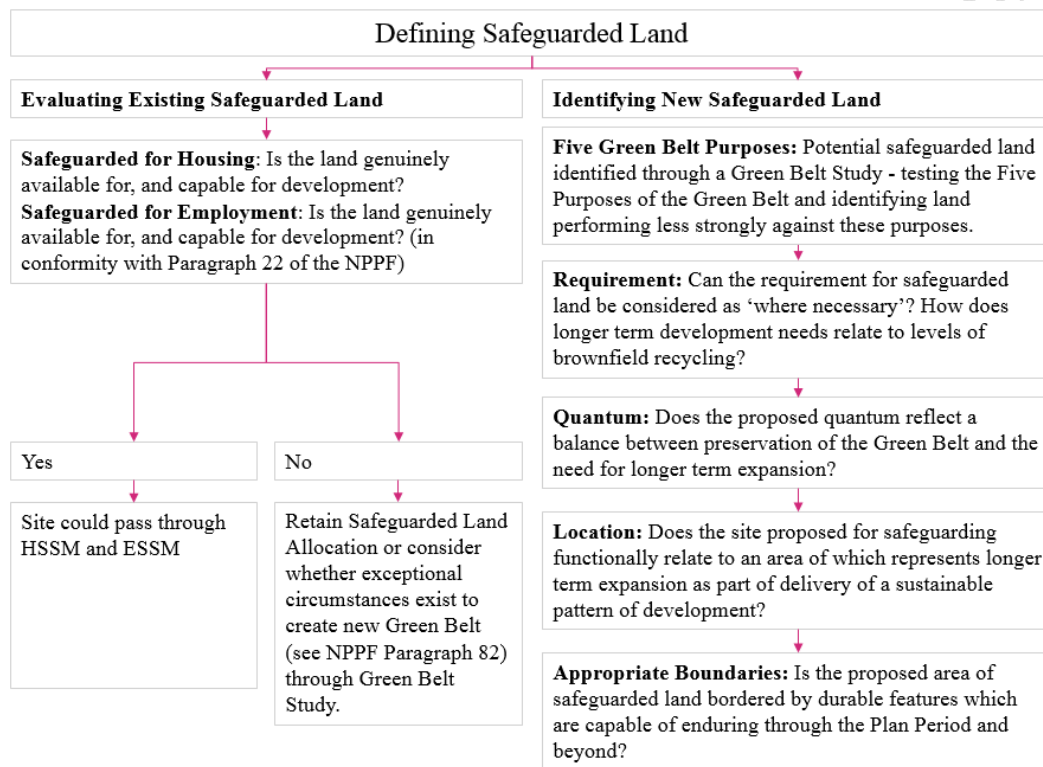 Defining Safeguarded Land
Evaluating Existing Safeguarded Land
Safeguarded for Housing: Is the land genuinely
available for, and capable for development?
Safeguarded for Employment: Is the land genuinely
available for, and capable for development? (in
conformity with Paragraph 22 of the NPPF)
Yes
Site could pass through
HSSM and ESSM
No
Retain Safeguarded Land
Allocation or consider
whether exceptional
circumstances exist to
create new Green Belt
(see NPPF Paragraph 82)
through Green Belt
Study.
Identifying New Safeguarded Land
Five Green Belt Purposes: Potential safeguarded land
identified through a Green Belt Study - testing the Five
Purposes of the Green Belt and identifying land
performing less strongly against these purposes.
Requirement: Can the requirement for safeguarded
land be considered as ‘where necessary’? How does
longer term development needs relate to levels of
brownfield recycling?
Quantum: Does the proposed quantum reflect a
balance between preservation of the Green Belt and the
need for longer term expansion?
Location: Does the site proposed for safeguarding
functionally relate to an area of which represents longer
term expansion as part of delivery of a sustainable
pattern of development?
Appropriate Boundaries: Is the proposed area of
safeguarded land bordered by durable features which
are capable of enduring through the Plan Period and
beyond?